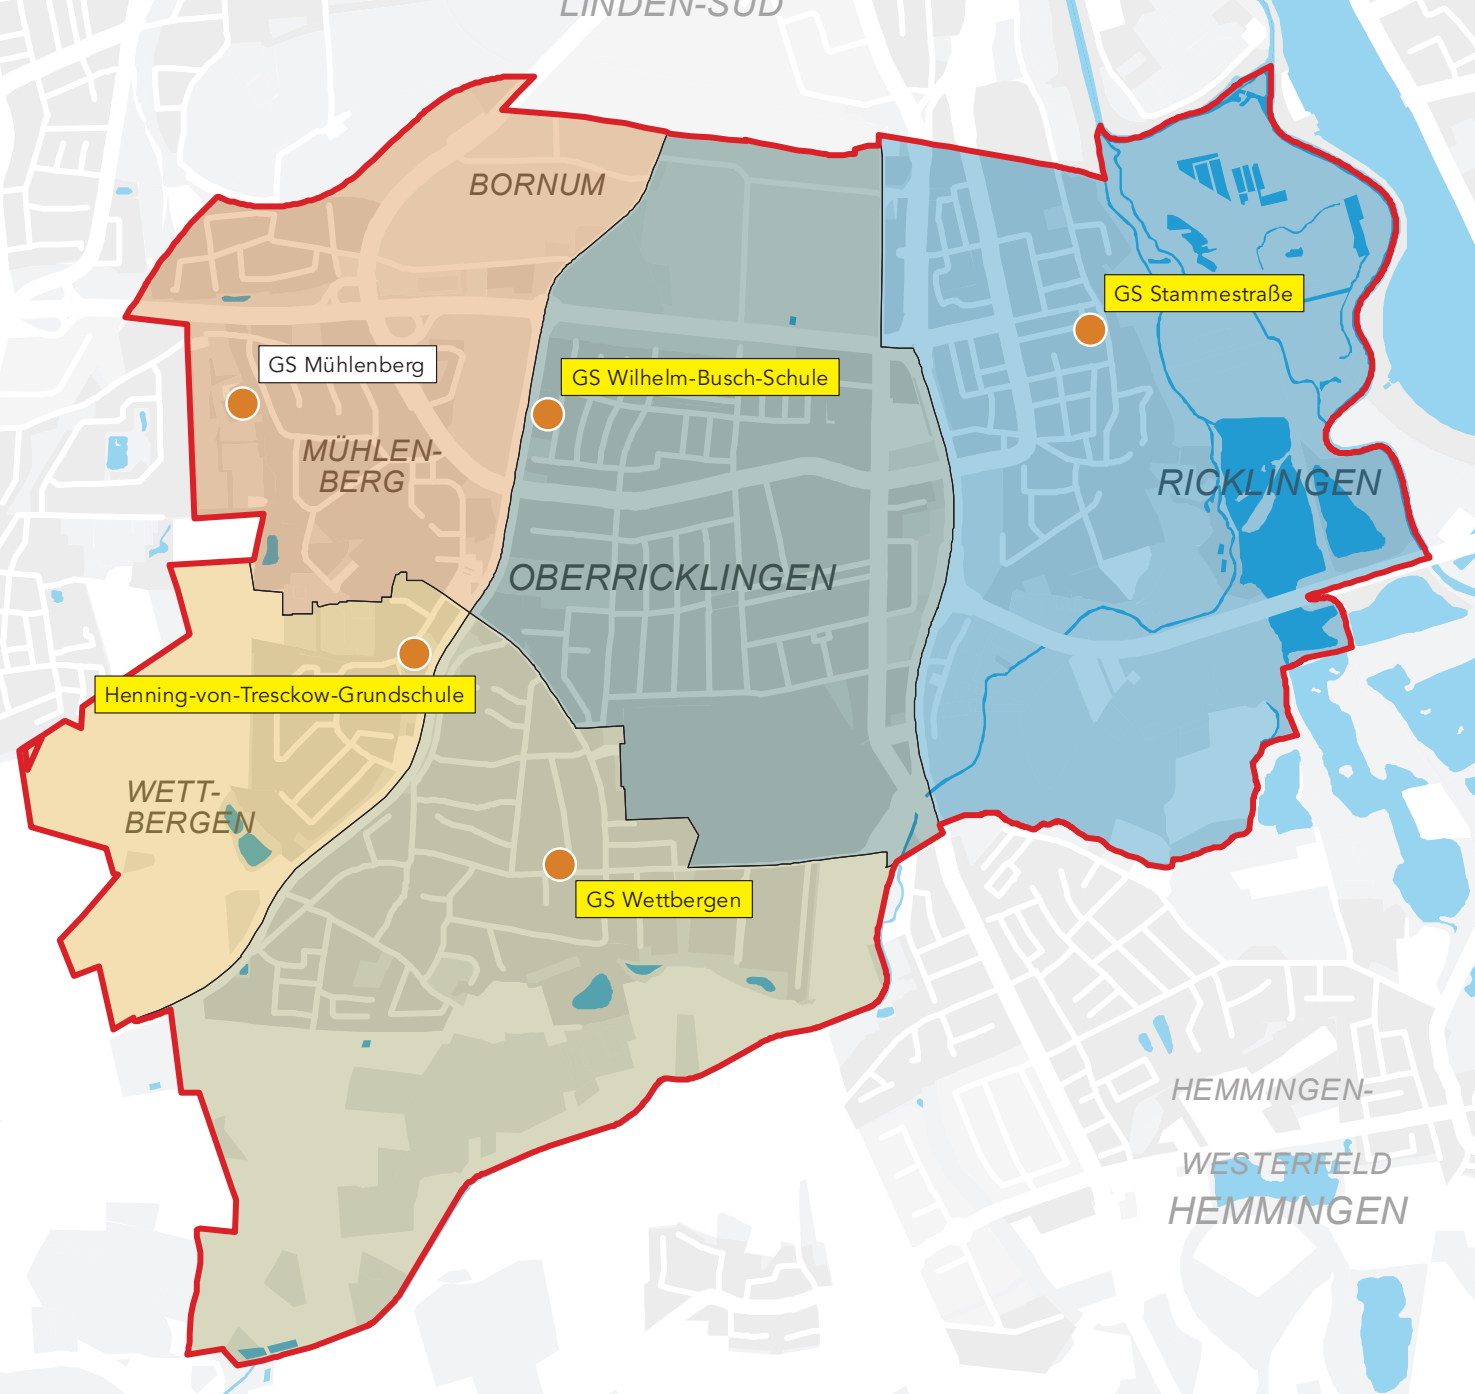 LINDEN-SÜD
BORNUM
GS Stammestraße
GS Mühlenberg
GS Wilhelm-Busch-Schule
MÜHLEN-
BERG
RICKLINGEN
OBERRICKLINGEN
Henning-von-Tresckow-Grundschule
WETT-
BERGEN
GS Wettbergen
HEMMINGEN-
WESTERFELD
HEMMINGEN